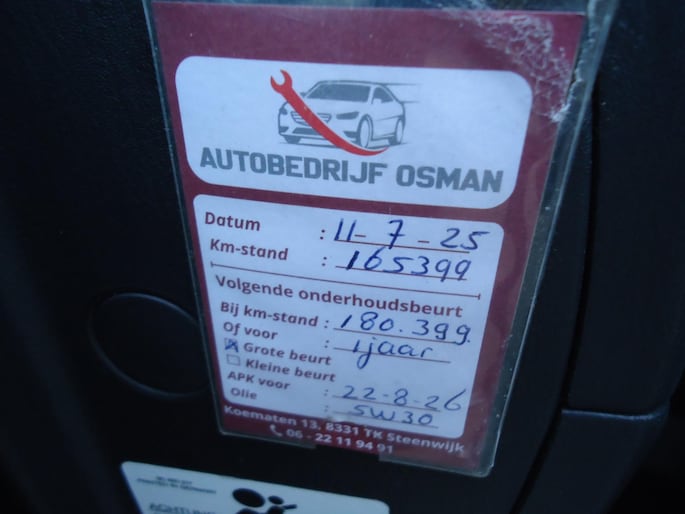 AUTOBEDRIJF OSMAN
Datum : 11-7-25
Km-stand : 165399
Volgende onderhoudsbeurt
Bij km-stand : 180.399
Of voor : 1jaar
Grote beurt
Kleine beurt
APK voor : 22-8-26
Olie : 5W30
Koematen 13, 8331 TK Steenwijk
06 - 22 11 94 91
ACHTUNG